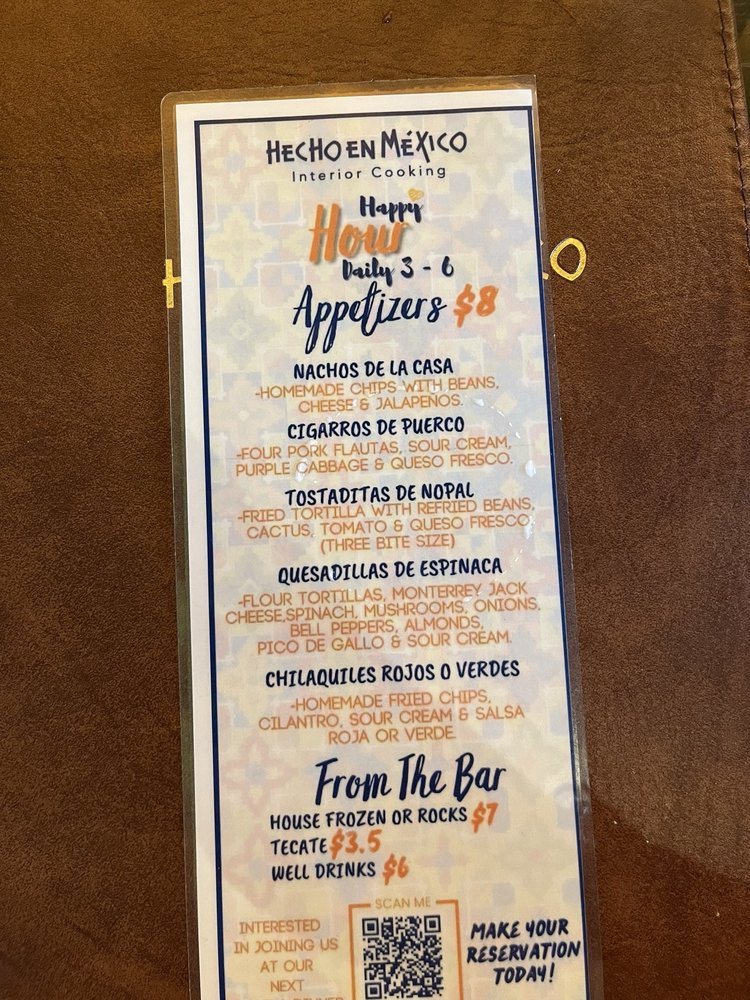 HECHO EN MÉXICO
Interior Cooking
Happy
Hour
Daily 3 - 6
Appetizers $8
NACHOS DE LA CASA
-HOMEMADE CHIPS WITH BEANS,
CHEESE & JALAPENOS.
CIGARROS DE PUERCO
-FOUR PORK FLAUTAS, SOUR CREAM,
PURPLE CABBAGE & QUESO FRESCO.
TOSTADITAS DE NOPAL
-FRIED TORTILLA WITH REFRIED BEANS,
CACTUS, TOMATO & QUESO FRESCO
(THREE BITE SIZE)
QUESADILLAS DE ESPINACA
-FLOUR TORTILLAS, MONTERREY JACK
CHEESE,SPINACH, MUSHROOMS, ONIONS,
BELL PEPPERS, ALMONDS,
PICO DE GALLO & SOUR CREAM.
CHILAQUILES ROJOS O VERDES
-HOMEMADE FRIED CHIPS,
CILANTRO, SOUR CREAM & SALSA
ROJA OR VERDE.
From The Bar
HOUSE FROZEN OR ROCKS $7
TECATE $3.5
WELL DRINKS $6
SCAN ME
INTERESTED
IN JOINING US
AT OUR
NEXT
MAKE YOUR
RESERVATION
TODAY!